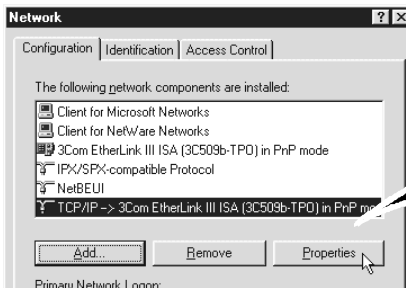 Network
Configuration Identification Access Control
The following network components are installed:
Client for Microsoft Networks
Client for NetWare Networks
3Com EtherLink III ISA (3C509b-TPO) in PnP mode
IPX/SPX-compatible Protocol
NetBEUI
TCP/IP -> 3Com EtherLink III ISA (3C509b-TPO) in PnP
Add... Remove Properties
Primary Network Logon: